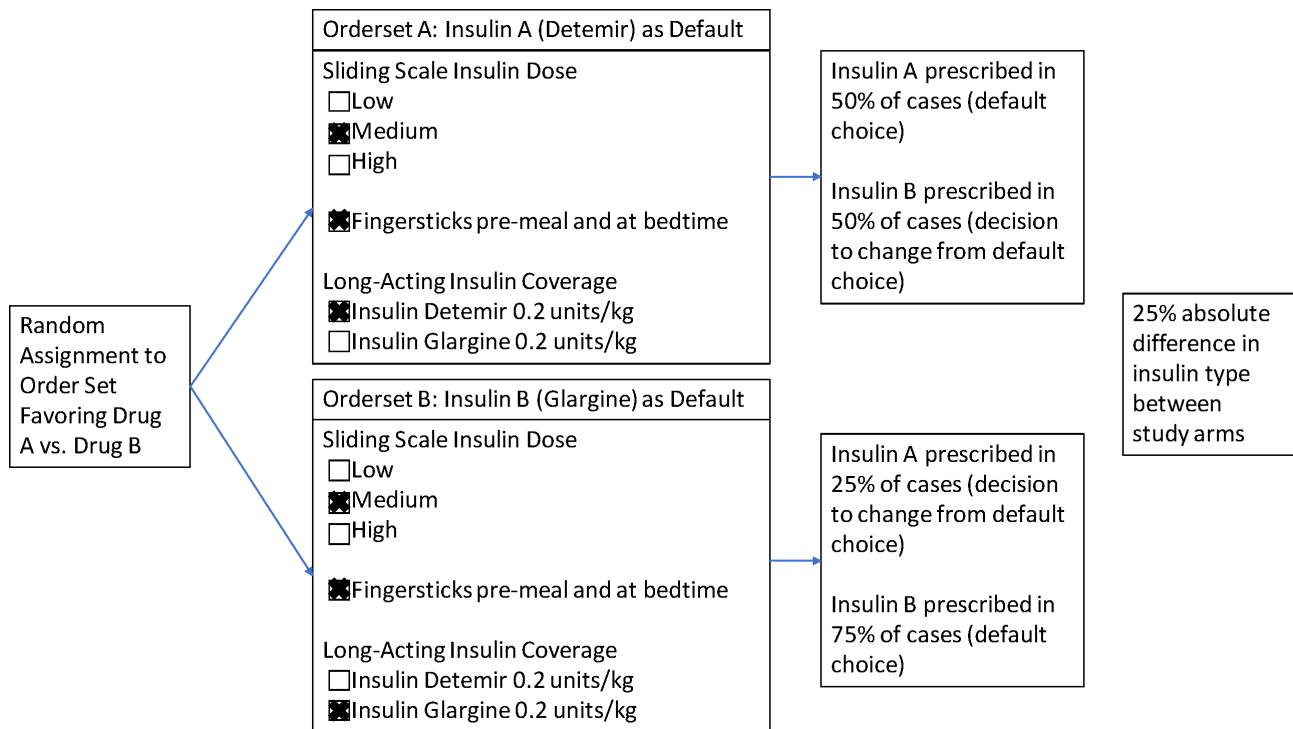 Random
Assignment to
Order Set
Favoring Drug
A vs. Drug B
Orderset A: Insulin A (Detemir) as Default
Sliding Scale Insulin Dose
Low
Medium
High
Fingersticks pre-meal and at bedtime
Long-Acting Insulin Coverage
Insulin Detemir 0.2 units/kg
Insulin Glargine 0.2 units/kg
Insulin A prescribed in
50% of cases (default
choice)
Insulin B prescribed in
50% of cases (decision
to change from default
choice)
Orderset B: Insulin B (Glargine) as Default
Sliding Scale Insulin Dose
Low
Medium
High
Fingersticks pre-meal and at bedtime
Long-Acting Insulin Coverage
Insulin Detemir 0.2 units/kg
Insulin Glargine 0.2 units/kg
Insulin A prescribed in
25% of cases (decision
to change from default
choice)
Insulin B prescribed in
75% of cases (default
choice)
25% absolute
difference in
insulin type
between
study arms